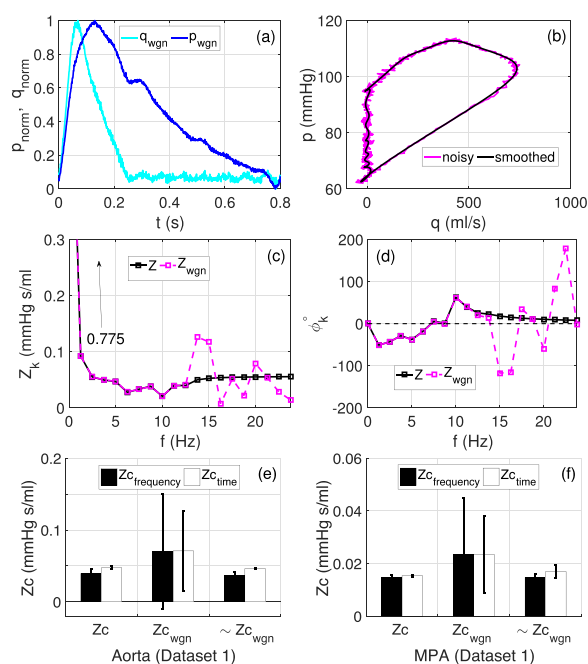 (a)
q_wgn p_wgn
p_norm, q_norm
1
0.8
0.6
0.4
0.2
0
0 0.2 0.4 0.6 0.8
t (s)
(b)
p (mmHg)
120
100
80
60
noisy smoothed
0 500 1000
q (ml/s)
(c)
Z Z_wgn
Z_k (mmHg s/ml)
0.3
0.2
0.1
0
0.775
0 5 10 15 20
f (Hz)
(d)
ϕ_k°
200
100
0
-100
-200
Z Z_wgn
0 5 10 15 20
f (Hz)
(e)
Zc_frequency Zc_time
Zc (mmHg s/ml)
0.2
0.1
0
Zc Zc_wgn ~ Zc_wgn
Aorta (Dataset 1)
(f)
Zc_frequency Zc_time
Zc (mmHg s/ml)
0.06
0.04
0.02
0
Zc Zc_wgn ~ Zc_wgn
MPA (Dataset 1)